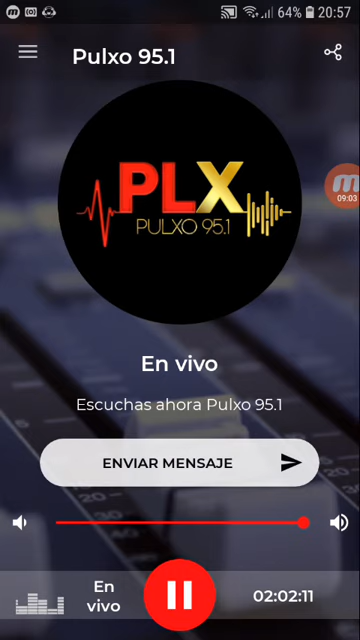 64% 20:57
Pulxo 95.1
PLX
PULXO 95.1
09:03
En vivo
Escuchas ahora Pulxo 95.1
ENVIAR MENSAJE
En
vivo
02:02:11